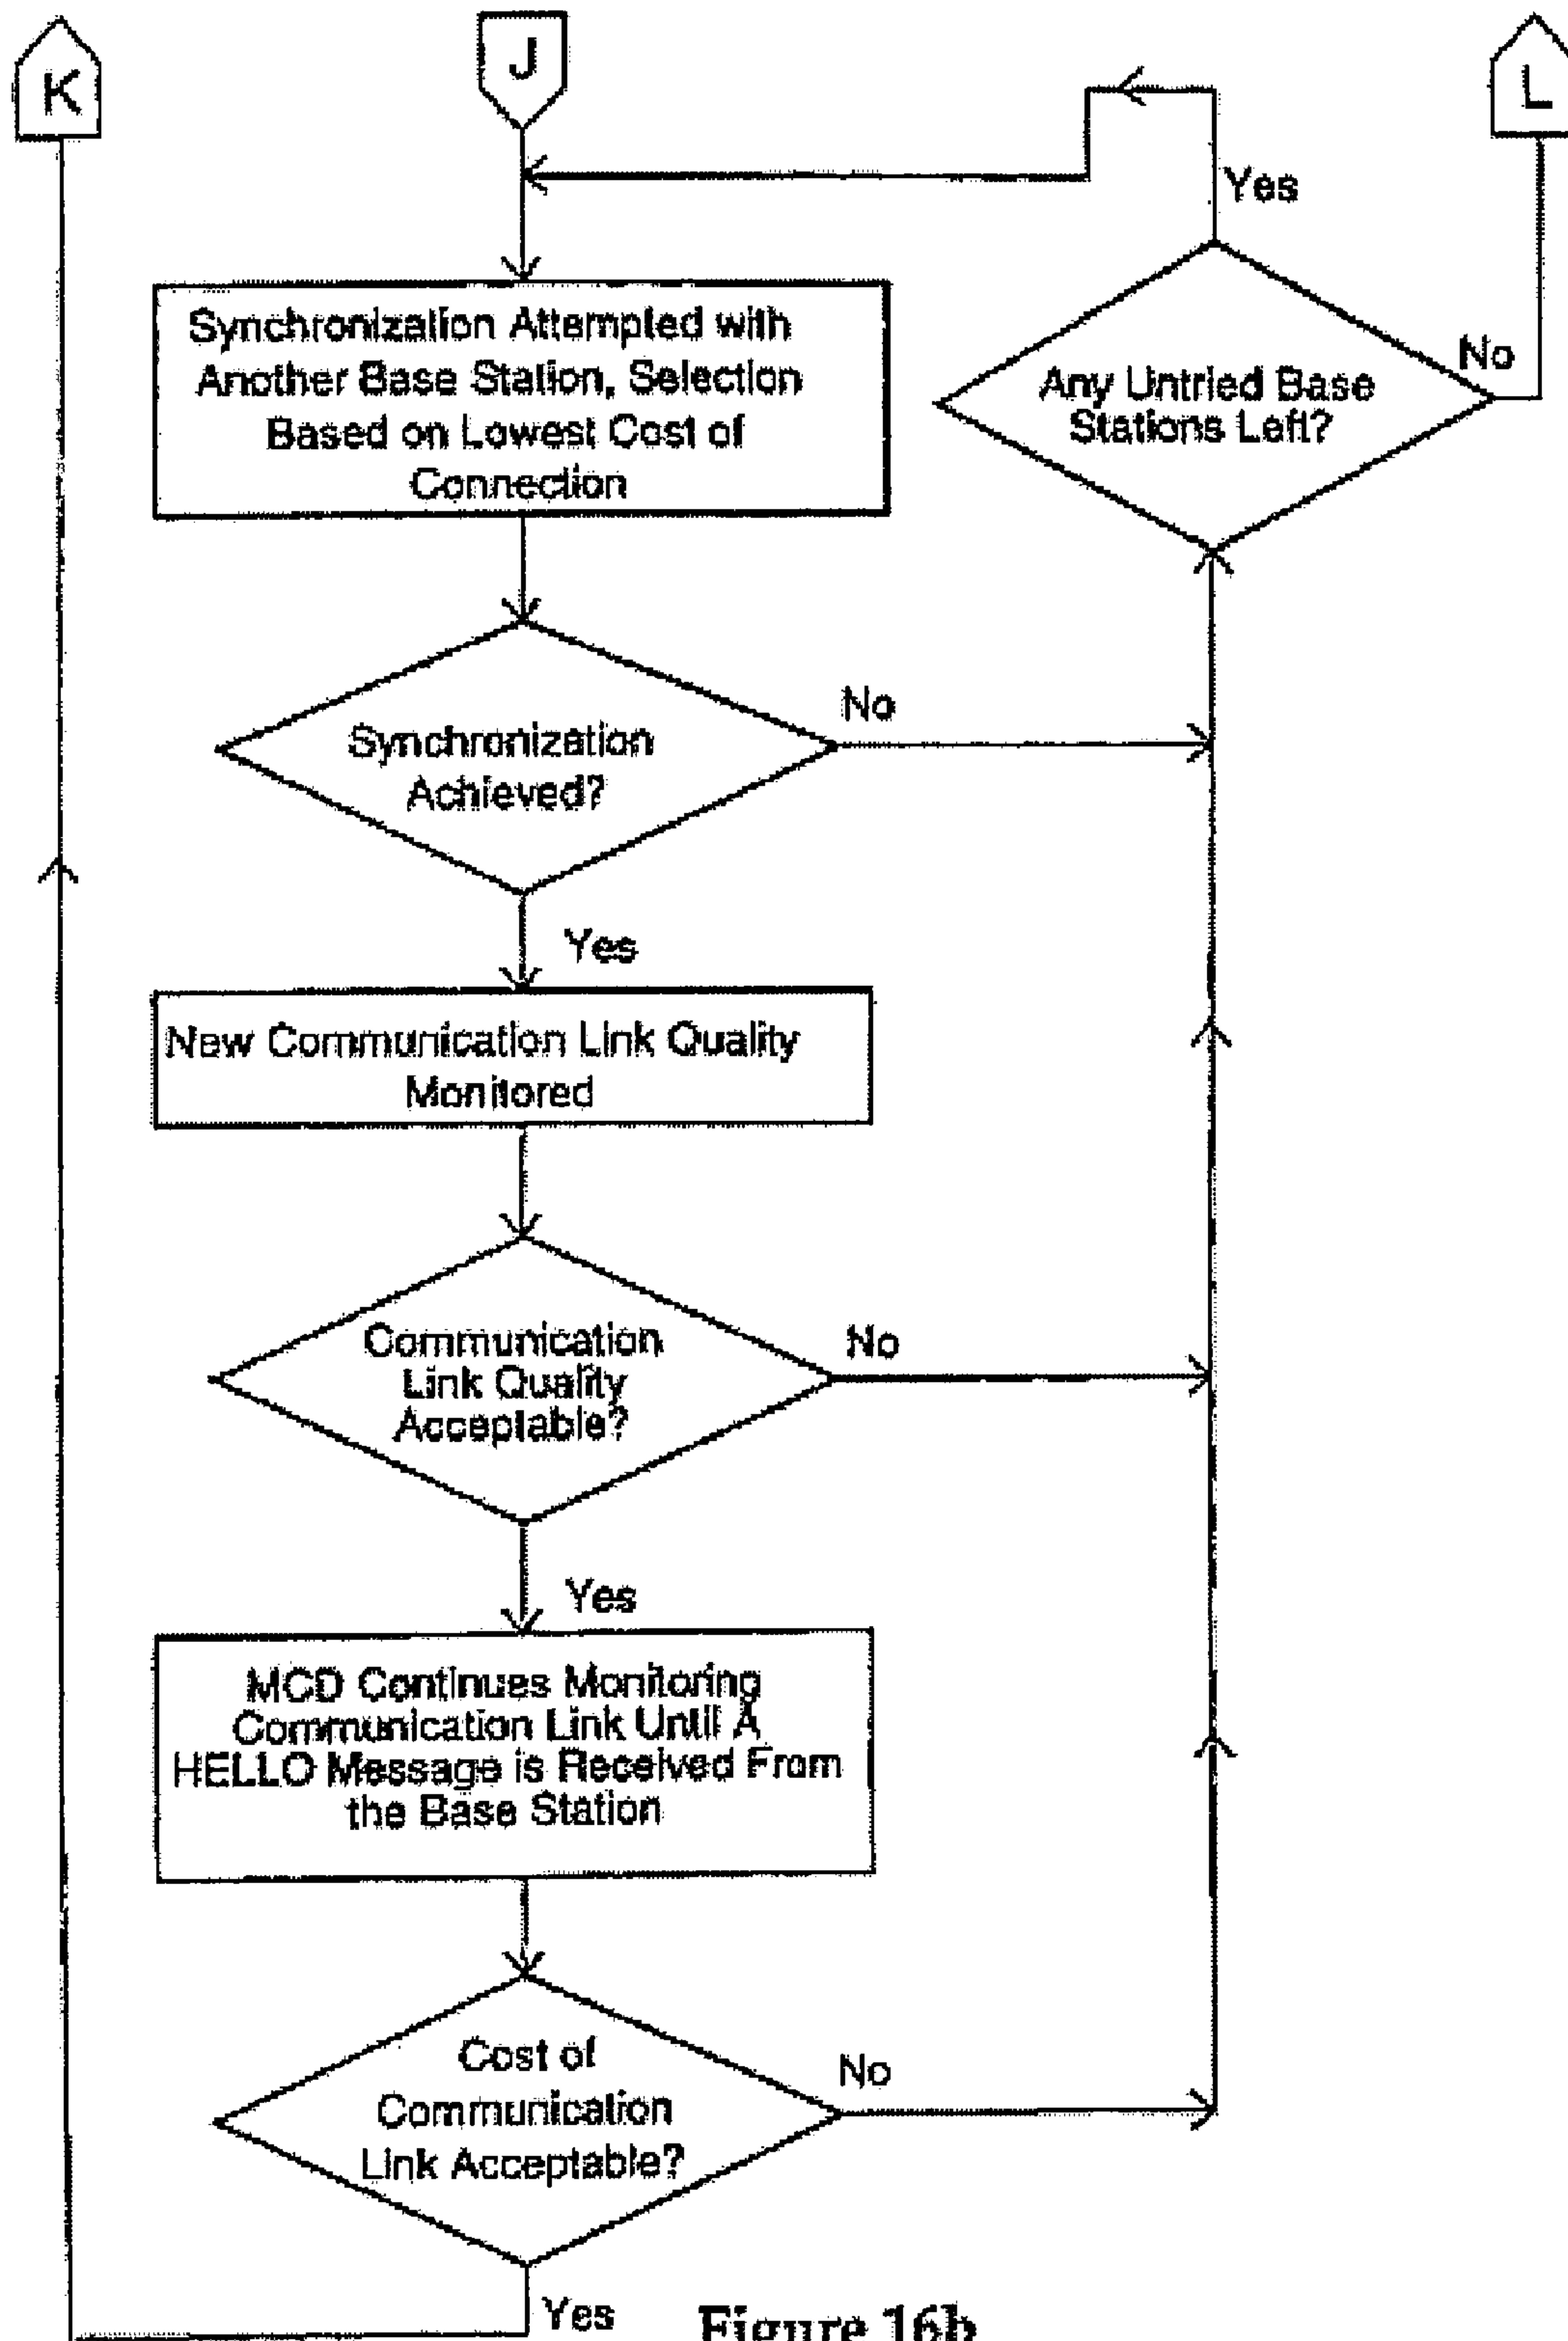 K
J
L
Yes
Synchronization Attempted with
Another Base Station, Selection
Based on Lowest Cost of
Connection
Any Untried Base
Stations Left?
No
Synchronization
Achieved?
No
Yes
New Communication Link Quality
Monitored
Communication
Link Quality
Acceptable?
No
Yes
MCD Continues Monitoring
Communication Link Until A
HELLO Message is Received From
the Base Station
Cost of
Communication
Link Acceptable?
No
Yes
Figure 16b